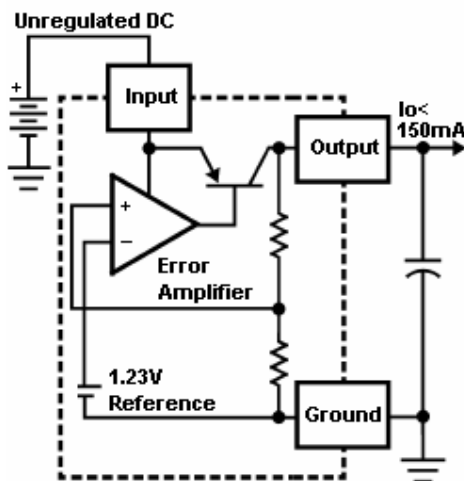 Unregulated DC
+
Input
Io<
150mA
Output
+
−
Error
Amplifier
1.23V
Reference
Ground